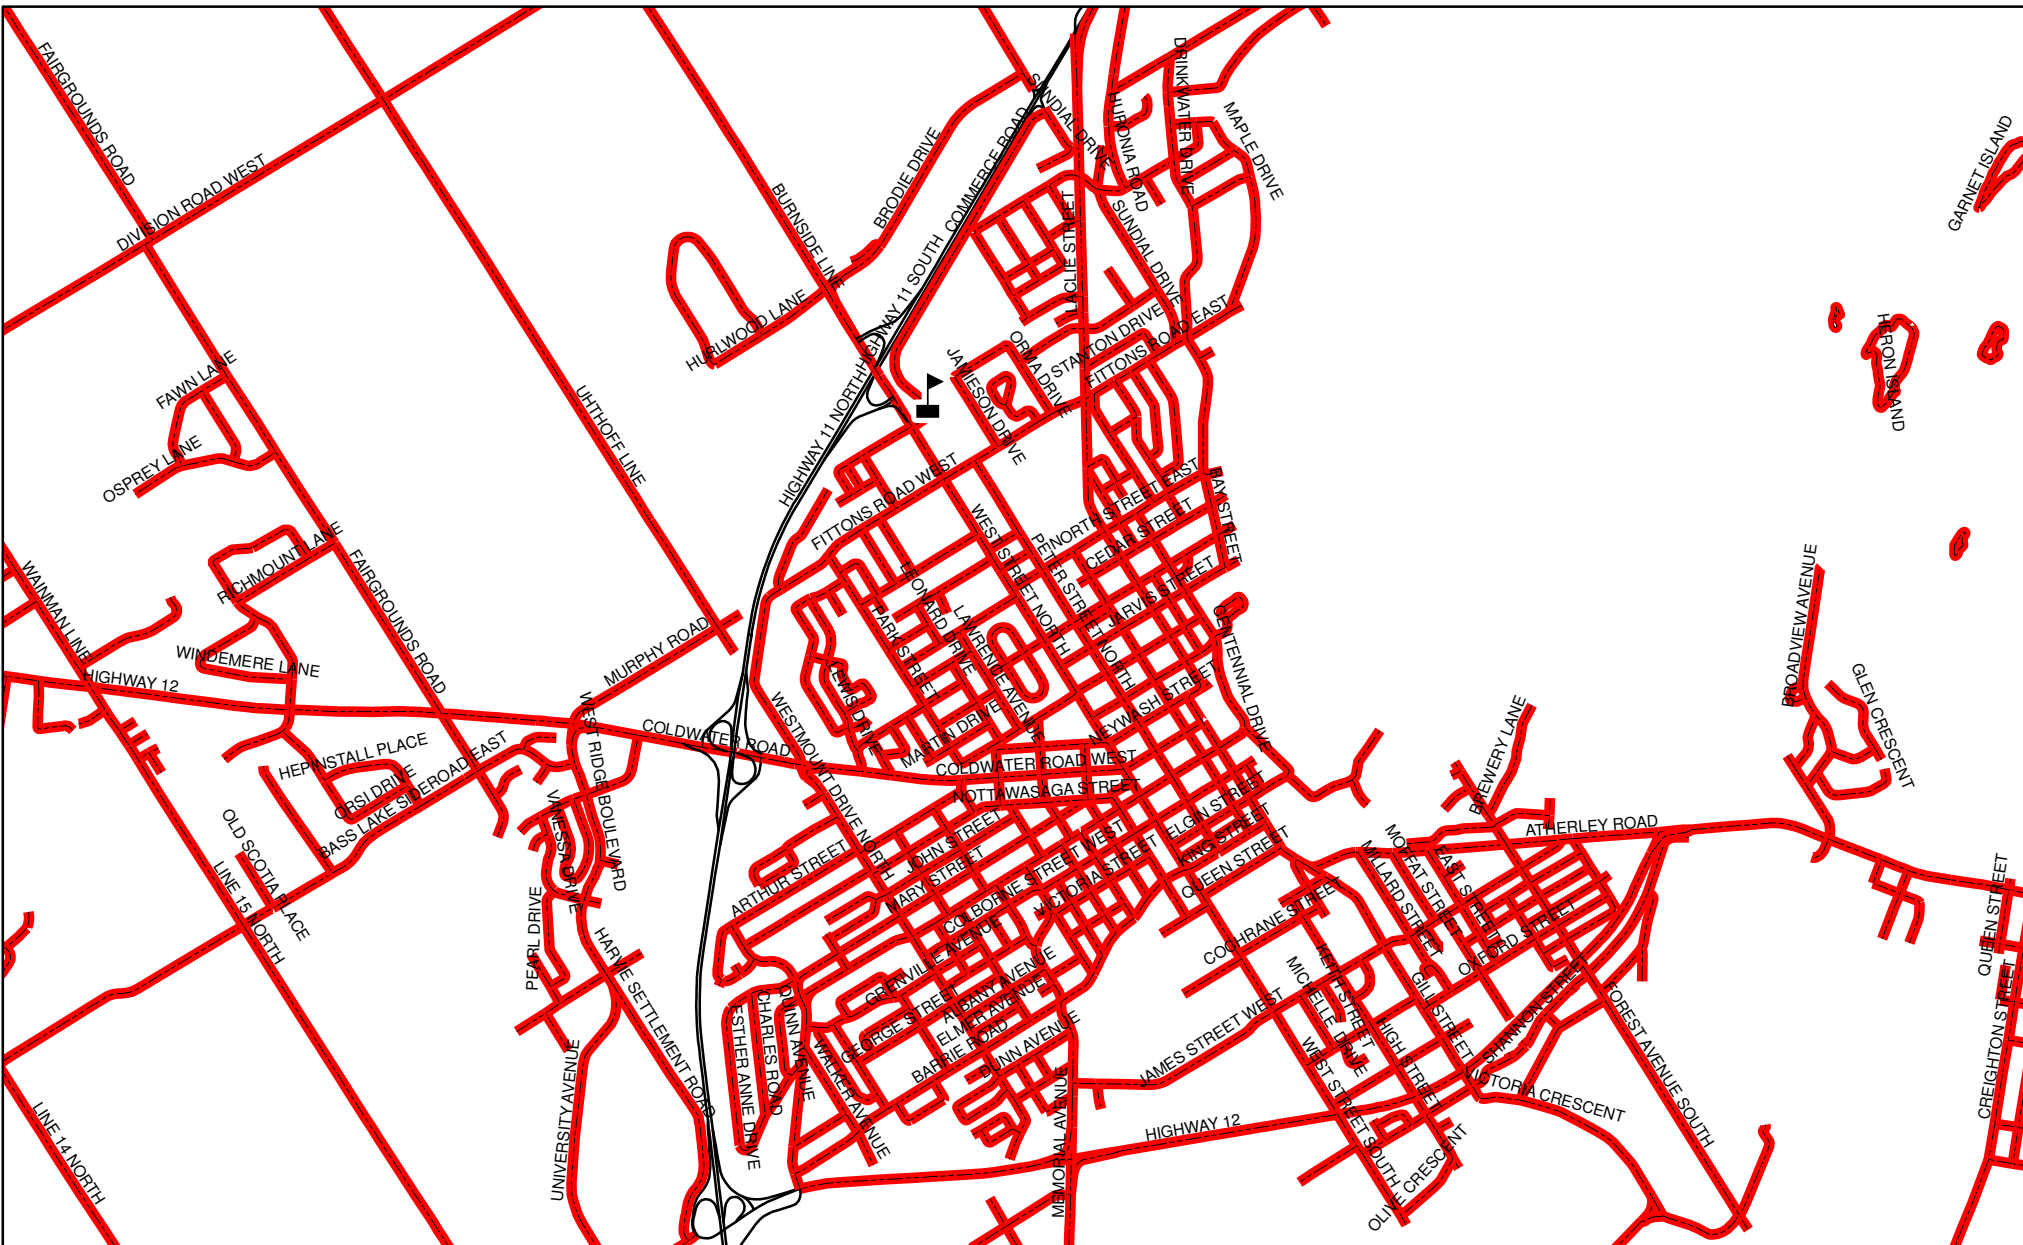 FAIRGROUNDS ROAD
DRINKWATER DRIVE
SUNDIAL DRIVE
HURONIA ROAD
MAPLE DRIVE
GARNET ISLAND
DIVISION ROAD WEST
BRODIE DRIVE
COMMERCE ROAD
BURNSIDE LINE
LACLIE STREET
SUNDIAL DRIVE
HIGHWAY 11 SOUTH
HURLWOOD LANE
STANTON DRIVE
FITTONS ROAD EAST
HERON ISLAND
ORMA DRIVE
JAMIESON DRIVE
FAWN LANE
UHTHOFF LINE
HIGHWAY 11 NORTH
OSPREY LANE
FITTONS ROAD WEST
NORTH STREET EAST
BAY STREET
CEDAR STREET
WEST STREET NORTH
PETER STREET NORTH
RICHMOUNT LANE
WAINMAN LINE
FAIRGROUNDS ROAD
LEONARD DRIVE
JARVIS STREET
BROADVIEW AVENUE
PARK STREET
LAWRENCE AVENUE
CENTENNIAL DRIVE
MURPHY ROAD
WINDEMERE LANE
HIGHWAY 12
LEWIS DRIVE
NEYWASH STREET
GLEN CRESCENT
WEST RIDGE BOULEVARD
WESTMOUNT DRIVE NORTH
MARTIN DRIVE
BREWERY LANE
COLDWATER ROAD
HEPINSTALL PLACE
COLDWATER ROAD WEST
BASS LAKE SIDEROAD EAST
ORSI DRIVE
NOTTAWASAGA STREET
ELGIN STREET
OLD SCOTIA PLACE
VANESSA DRIVE
JOHN STREET
KING STREET
ATHERLEY ROAD
ARTHUR STREET
MARY STREET
COLBORNE STREET WEST
VICTORIA STREET
QUEEN STREET
MILLARD STREET
MOFFAT STREET
EAST STREET
LINE 15 NORTH
PEARL DRIVE
COCHRANE STREET
OXFORD STREET
QUEEN STREET
HARVIE SETTLEMENT ROAD
GRENVILLE AVENUE
KEITH STREET
MICHELLE DRIVE
GILL STREET
ESTHER ANNE DRIVE
CHARLES ROAD
QUINN AVENUE
GEORGE STREET
ALBANY AVENUE
ELMER AVENUE
BARRIE ROAD
DUNN AVENUE
JAMES STREET WEST
HIGH STREET
SHANNON STREET
FOREST AVENUE SOUTH
CREIGHTON STREET
WALKER AVENUE
UNIVERSITY AVENUE
WEST STREET SOUTH
VICTORIA CRESCENT
LINE 14 NORTH
MEMORIAL AVENUE
HIGHWAY 12
OLIVE CRESCENT